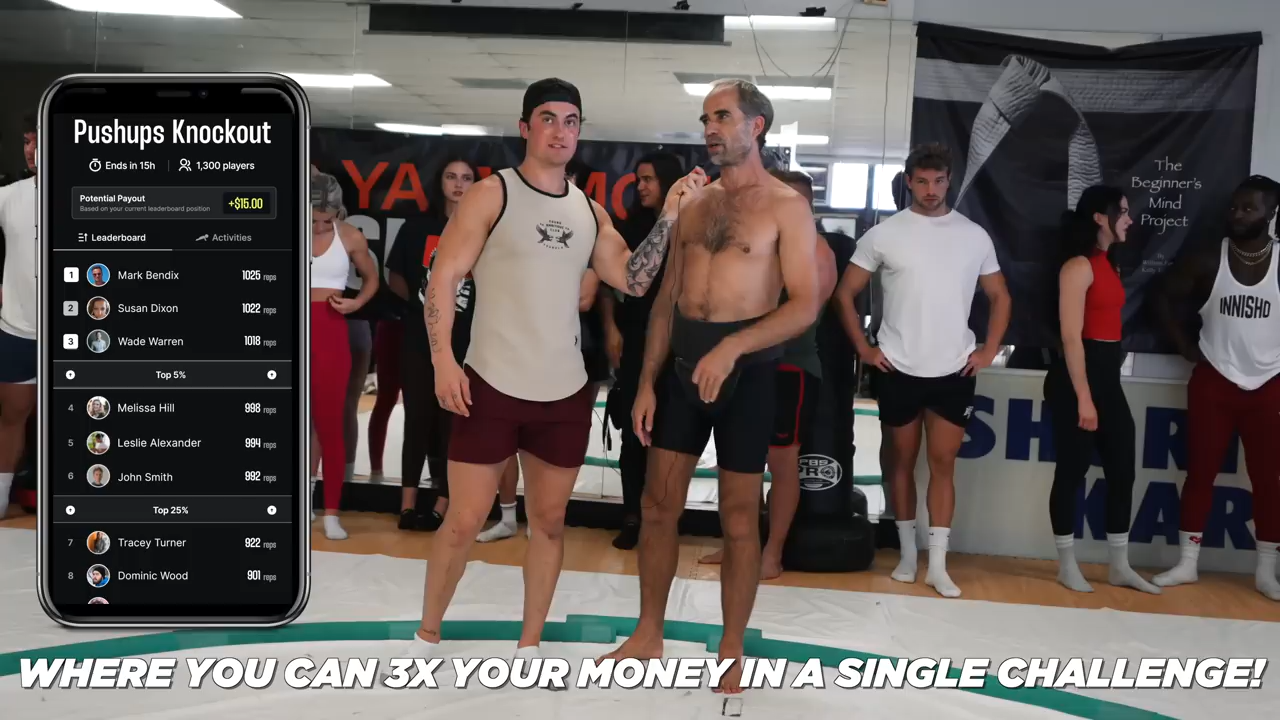 Pushups Knockout
Ends in 15h
1,300 players
Potential Payout
Based on your current leaderboard position
+$15.00
Leaderboard
Activities
1 Mark Bendix 1025 reps
2 Susan Dixon 1022 reps
3 Wade Warren 1018 reps
Top 5%
4 Melissa Hill 998 reps
5 Leslie Alexander 994 reps
6 John Smith 982 reps
Top 25%
7 Tracey Turner 922 reps
8 Dominic Wood 901 reps
YA
The
Beginner's
Mind
Project
INNISHO
PRO
WHERE YOU CAN 3X YOUR MONEY IN A SINGLE CHALLENGE!